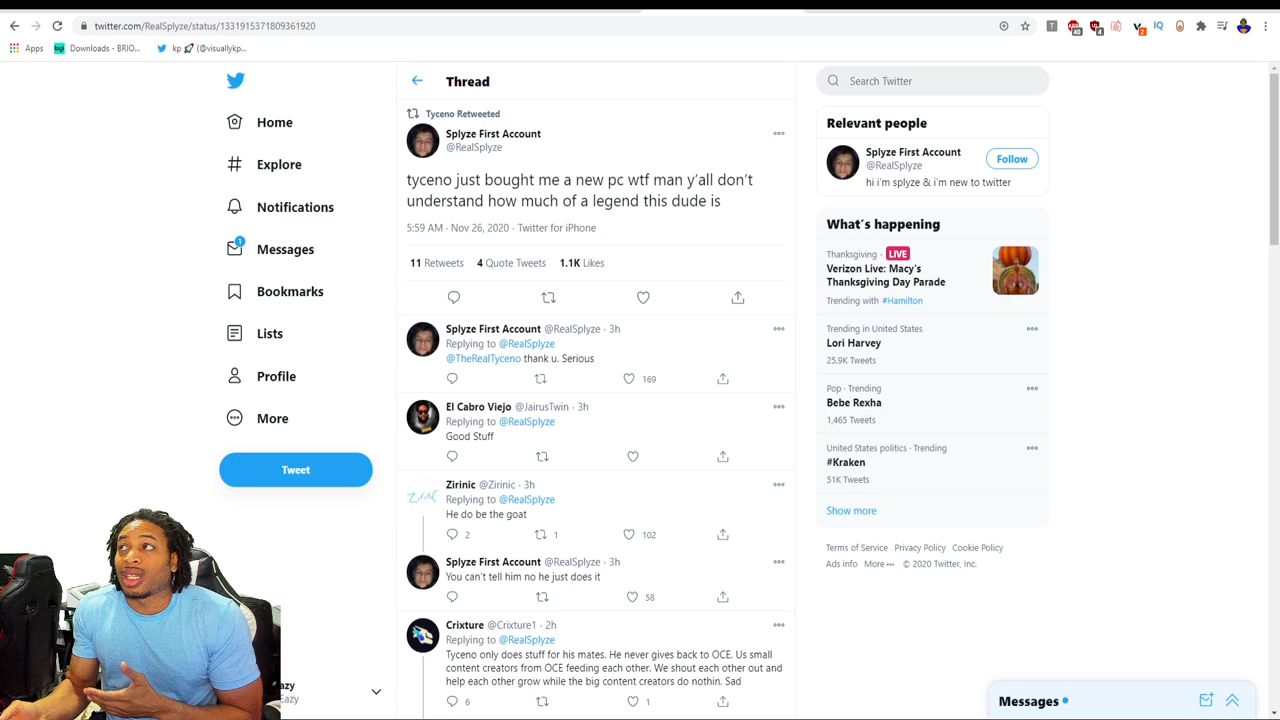 twitter.com/RealSplyze/status/1331915371809361920
Apps
Downloads - BRIO...
kp 🚀 (@visuallykp...
Home
Explore
Notifications
1
Messages
Bookmarks
Lists
Profile
More
Tweet
azy
Eazy
Thread
Tyceno Retweeted
Splyze First Account
@RealSplyze
tyceno just bought me a new pc wtf man y'all don't
understand how much of a legend this dude is
5:59 AM · Nov 26, 2020 · Twitter for iPhone
11 Retweets 4 Quote Tweets 1.1K Likes
Splyze First Account @RealSplyze · 3h
Replying to @RealSplyze
@TheRealTyceno thank u. Serious
169
El Cabro Viejo @JairusTwin · 3h
Replying to @RealSplyze
Good Stuff
Zirinic @Zirinic · 3h
Replying to @RealSplyze
He do be the goat
2 1 102
Splyze First Account @RealSplyze · 3h
You can't tell him no he just does it
58
Crixture @Crixture1 · 2h
Replying to @RealSplyze
Tyceno only does stuff for his mates. He never gives back to OCE. Us small
content creators from OCE feeding each other. We shout each other out and
help each other grow while the big content creators do nothin. Sad
6 1
Search Twitter
Relevant people
Splyze First Account
@RealSplyze
Follow
hi i'm splyze & i'm new to twitter
What's happening
Thanksgiving · LIVE
Verizon Live: Macy's
Thanksgiving Day Parade
Trending with #Hamilton
Trending in United States
Lori Harvey
25.9K Tweets
Pop · Trending
Bebe Rexha
1,465 Tweets
United States politics · Trending
#Kraken
51K Tweets
Show more
Terms of Service Privacy Policy Cookie Policy
Ads info More ••• © 2020 Twitter, Inc.
Messages